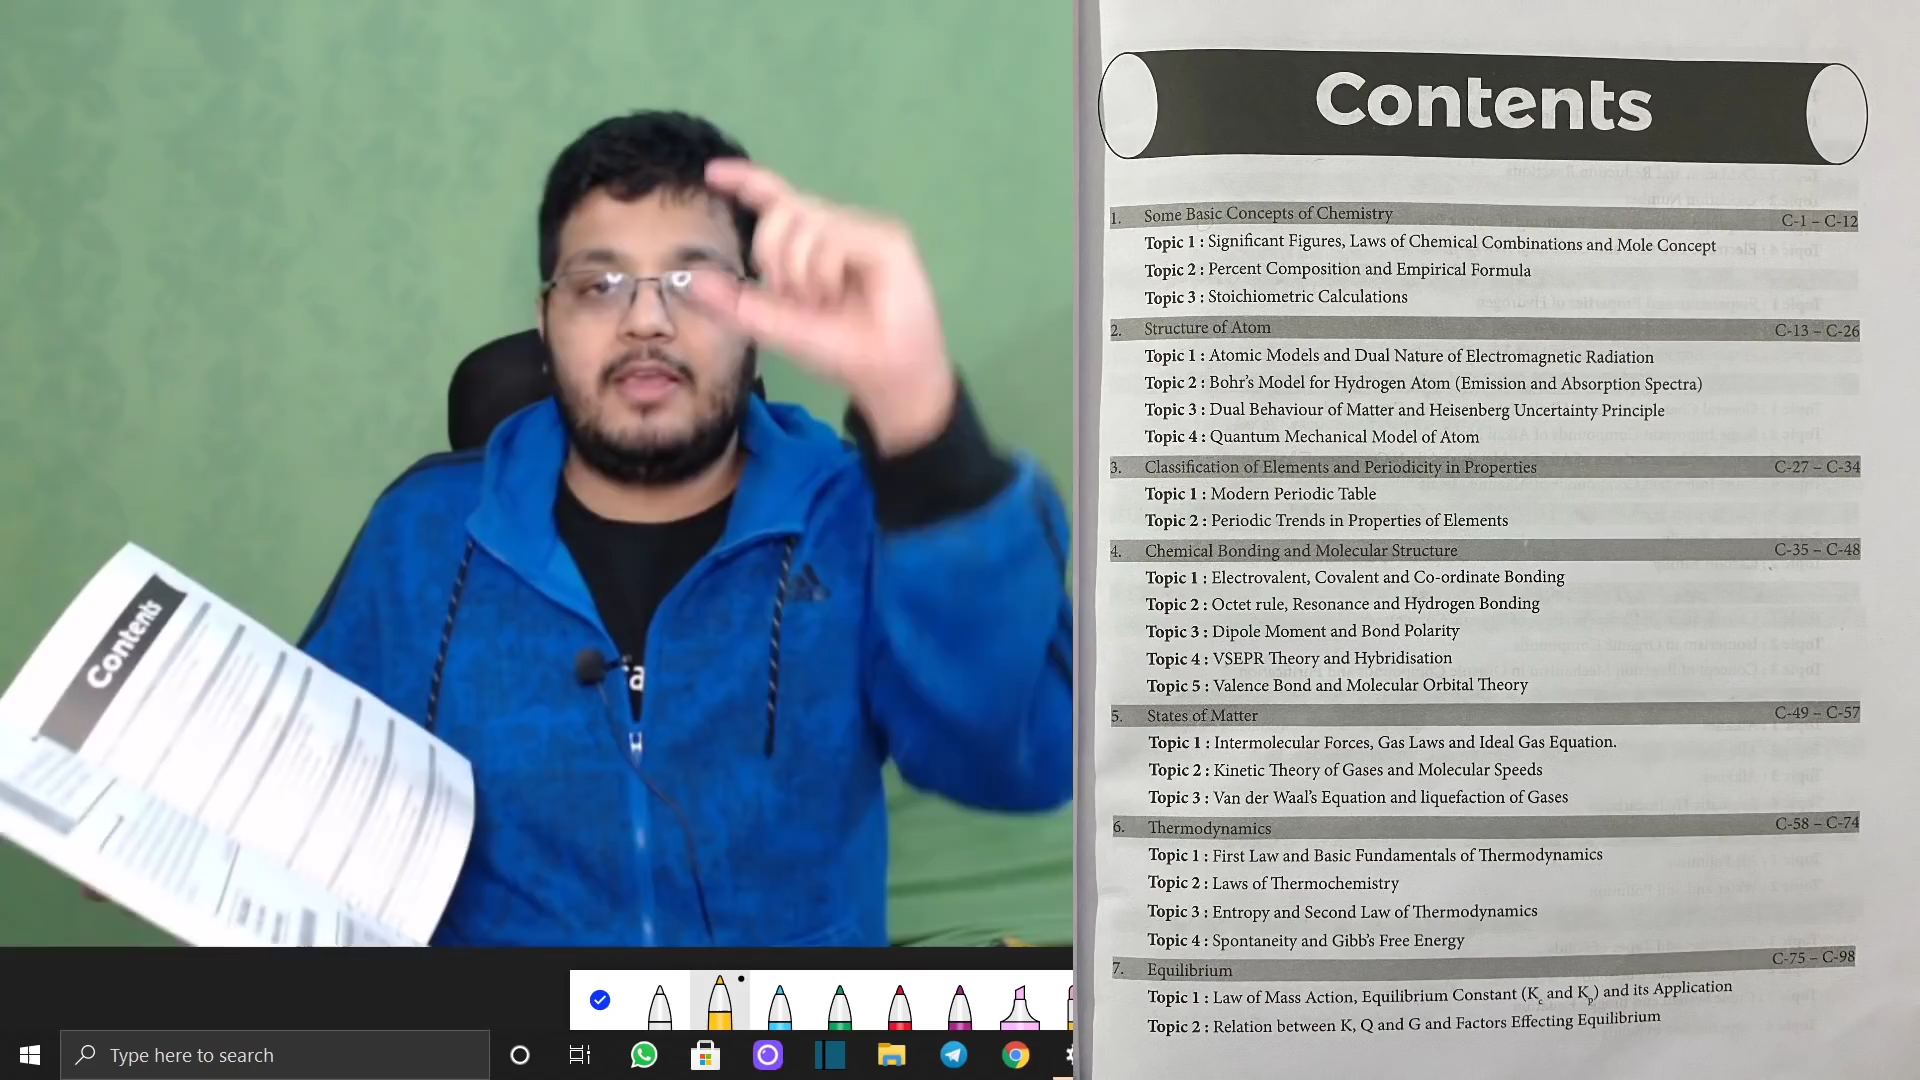 Contents
1. Some Basic Concepts of Chemistry C-1 – C-12
Topic 1 : Significant Figures, Laws of Chemical Combinations and Mole Concept
Topic 2 : Percent Composition and Empirical Formula
Topic 3 : Stoichiometric Calculations
2. Structure of Atom C-13 – C-26
Topic 1 : Atomic Models and Dual Nature of Electromagnetic Radiation
Topic 2 : Bohr's Model for Hydrogen Atom (Emission and Absorption Spectra)
Topic 3 : Dual Behaviour of Matter and Heisenberg Uncertainty Principle
Topic 4 : Quantum Mechanical Model of Atom
3. Classification of Elements and Periodicity in Properties C-27 – C-34
Topic 1 : Modern Periodic Table
Topic 2 : Periodic Trends in Properties of Elements
4. Chemical Bonding and Molecular Structure C-35 – C-48
Topic 1 : Electrovalent, Covalent and Co-ordinate Bonding
Topic 2 : Octet rule, Resonance and Hydrogen Bonding
Topic 3 : Dipole Moment and Bond Polarity
Topic 4 : VSEPR Theory and Hybridisation
Topic 5 : Valence Bond and Molecular Orbital Theory
5. States of Matter C-49 – C-57
Topic 1 : Intermolecular Forces, Gas Laws and Ideal Gas Equation.
Topic 2 : Kinetic Theory of Gases and Molecular Speeds
Topic 3 : Van der Waal's Equation and liquefaction of Gases
6. Thermodynamics C-58 – C-74
Topic 1 : First Law and Basic Fundamentals of Thermodynamics
Topic 2 : Laws of Thermochemistry
Topic 3 : Entropy and Second Law of Thermodynamics
Topic 4 : Spontaneity and Gibb's Free Energy
7. Equilibrium C-75 – C-98
Topic 1 : Law of Mass Action, Equilibrium Constant (Kc and Kp) and its Application
Topic 2 : Relation between K, Q and G and Factors Effecting Equilibrium
Contents
Type here to search